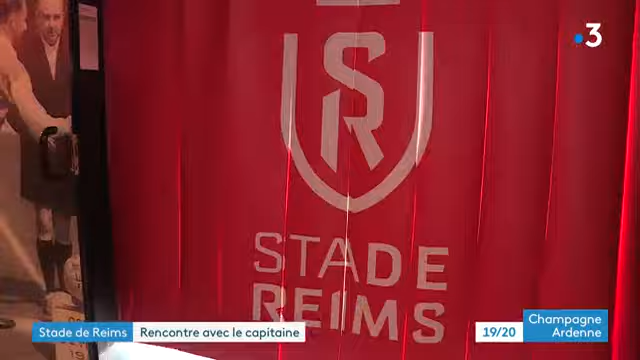 3
SR
STADE
REIMS
Stade de Reims Rencontre avec le capitaine
19/20 Champagne
Ardenne